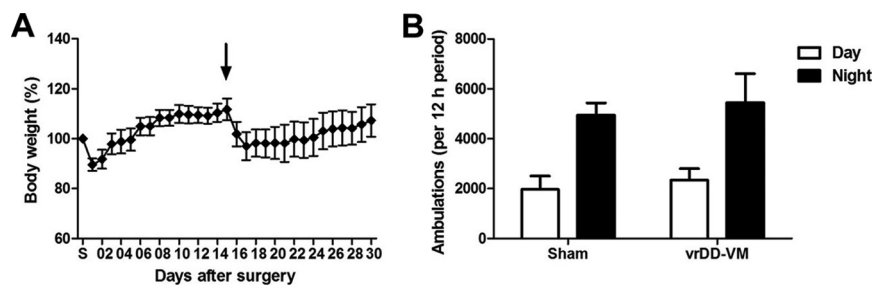 A
Body weight (%)
140
120
100
80
60
S 02 04 06 08 10 12 14 16 18 20 22 24 26 28 30
Days after surgery
B
Ambulations (per 12 h period)
8000
6000
4000
2000
0
Sham vrDD-VM
Day
Night